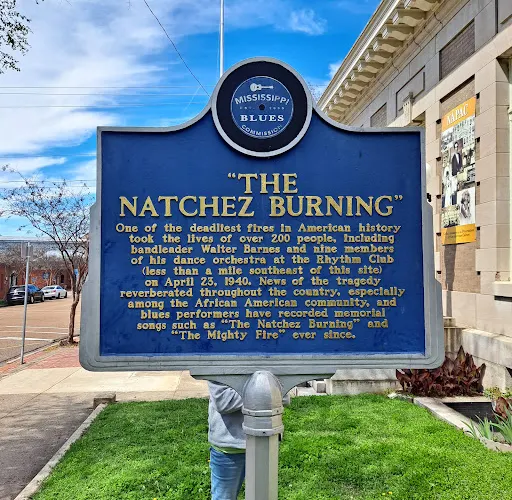 MISSISSIPPI
BLUES
COMMISSION
"THE
NATCHEZ BURNING"
One of the deadliest fires in American history
took the lives of over 200 people, including
bandleader Walter Barnes and nine members
of his dance orchestra at the Rhythm Club
(less than a mile southeast of this site)
on April 23, 1940. News of the tragedy
reverberated throughout the country, especially
among the African American community, and
blues performers have recorded memorial
songs such as "The Natchez Burning" and
"The Mighty Fire" ever since.
NAPAC